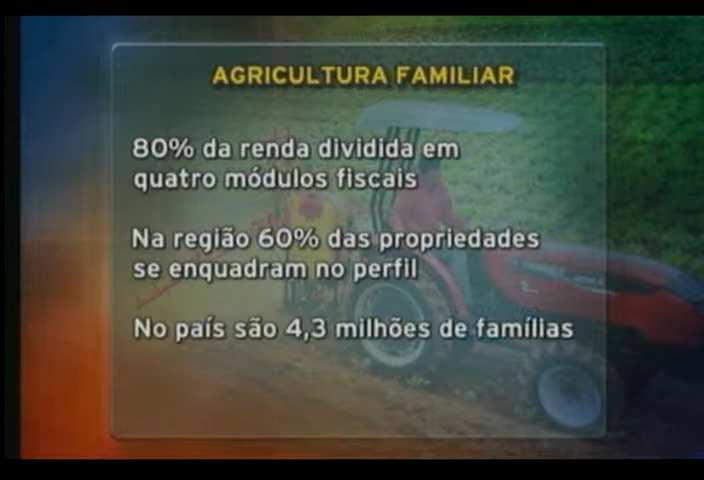 AGRICULTURA FAMILIAR
80% da renda dividida em
quatro módulos fiscais
Na região 60% das propriedades
se enquadram no perfil
No país são 4,3 milhões de famílias